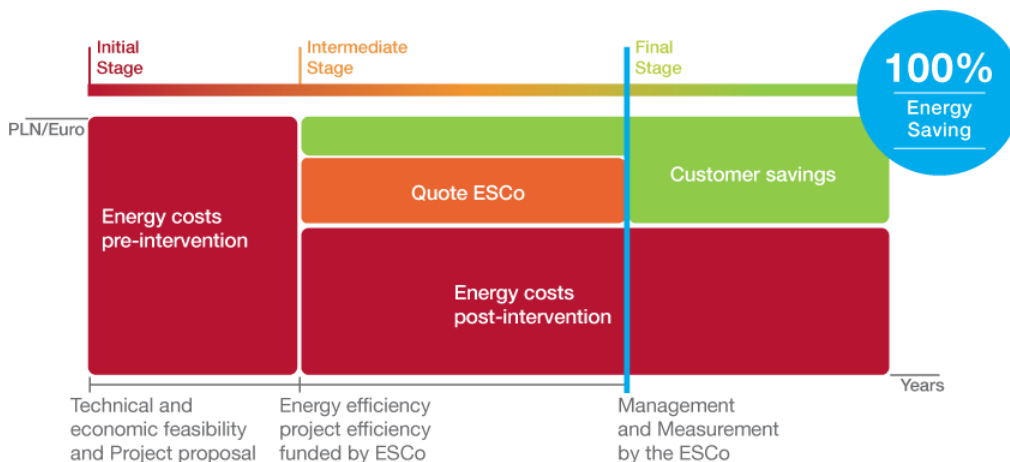 Initial
Stage
Intermediate
Stage
Final
Stage
100%
Energy
Saving
PLN/Euro
Energy costs
pre-intervention
Quote ESCo
Customer savings
Energy costs
post-intervention
Years
Technical and
economic feasibility
and Project proposal
Energy efficiency
project efficiency
funded by ESCo
Management
and Measurement
by the ESCo